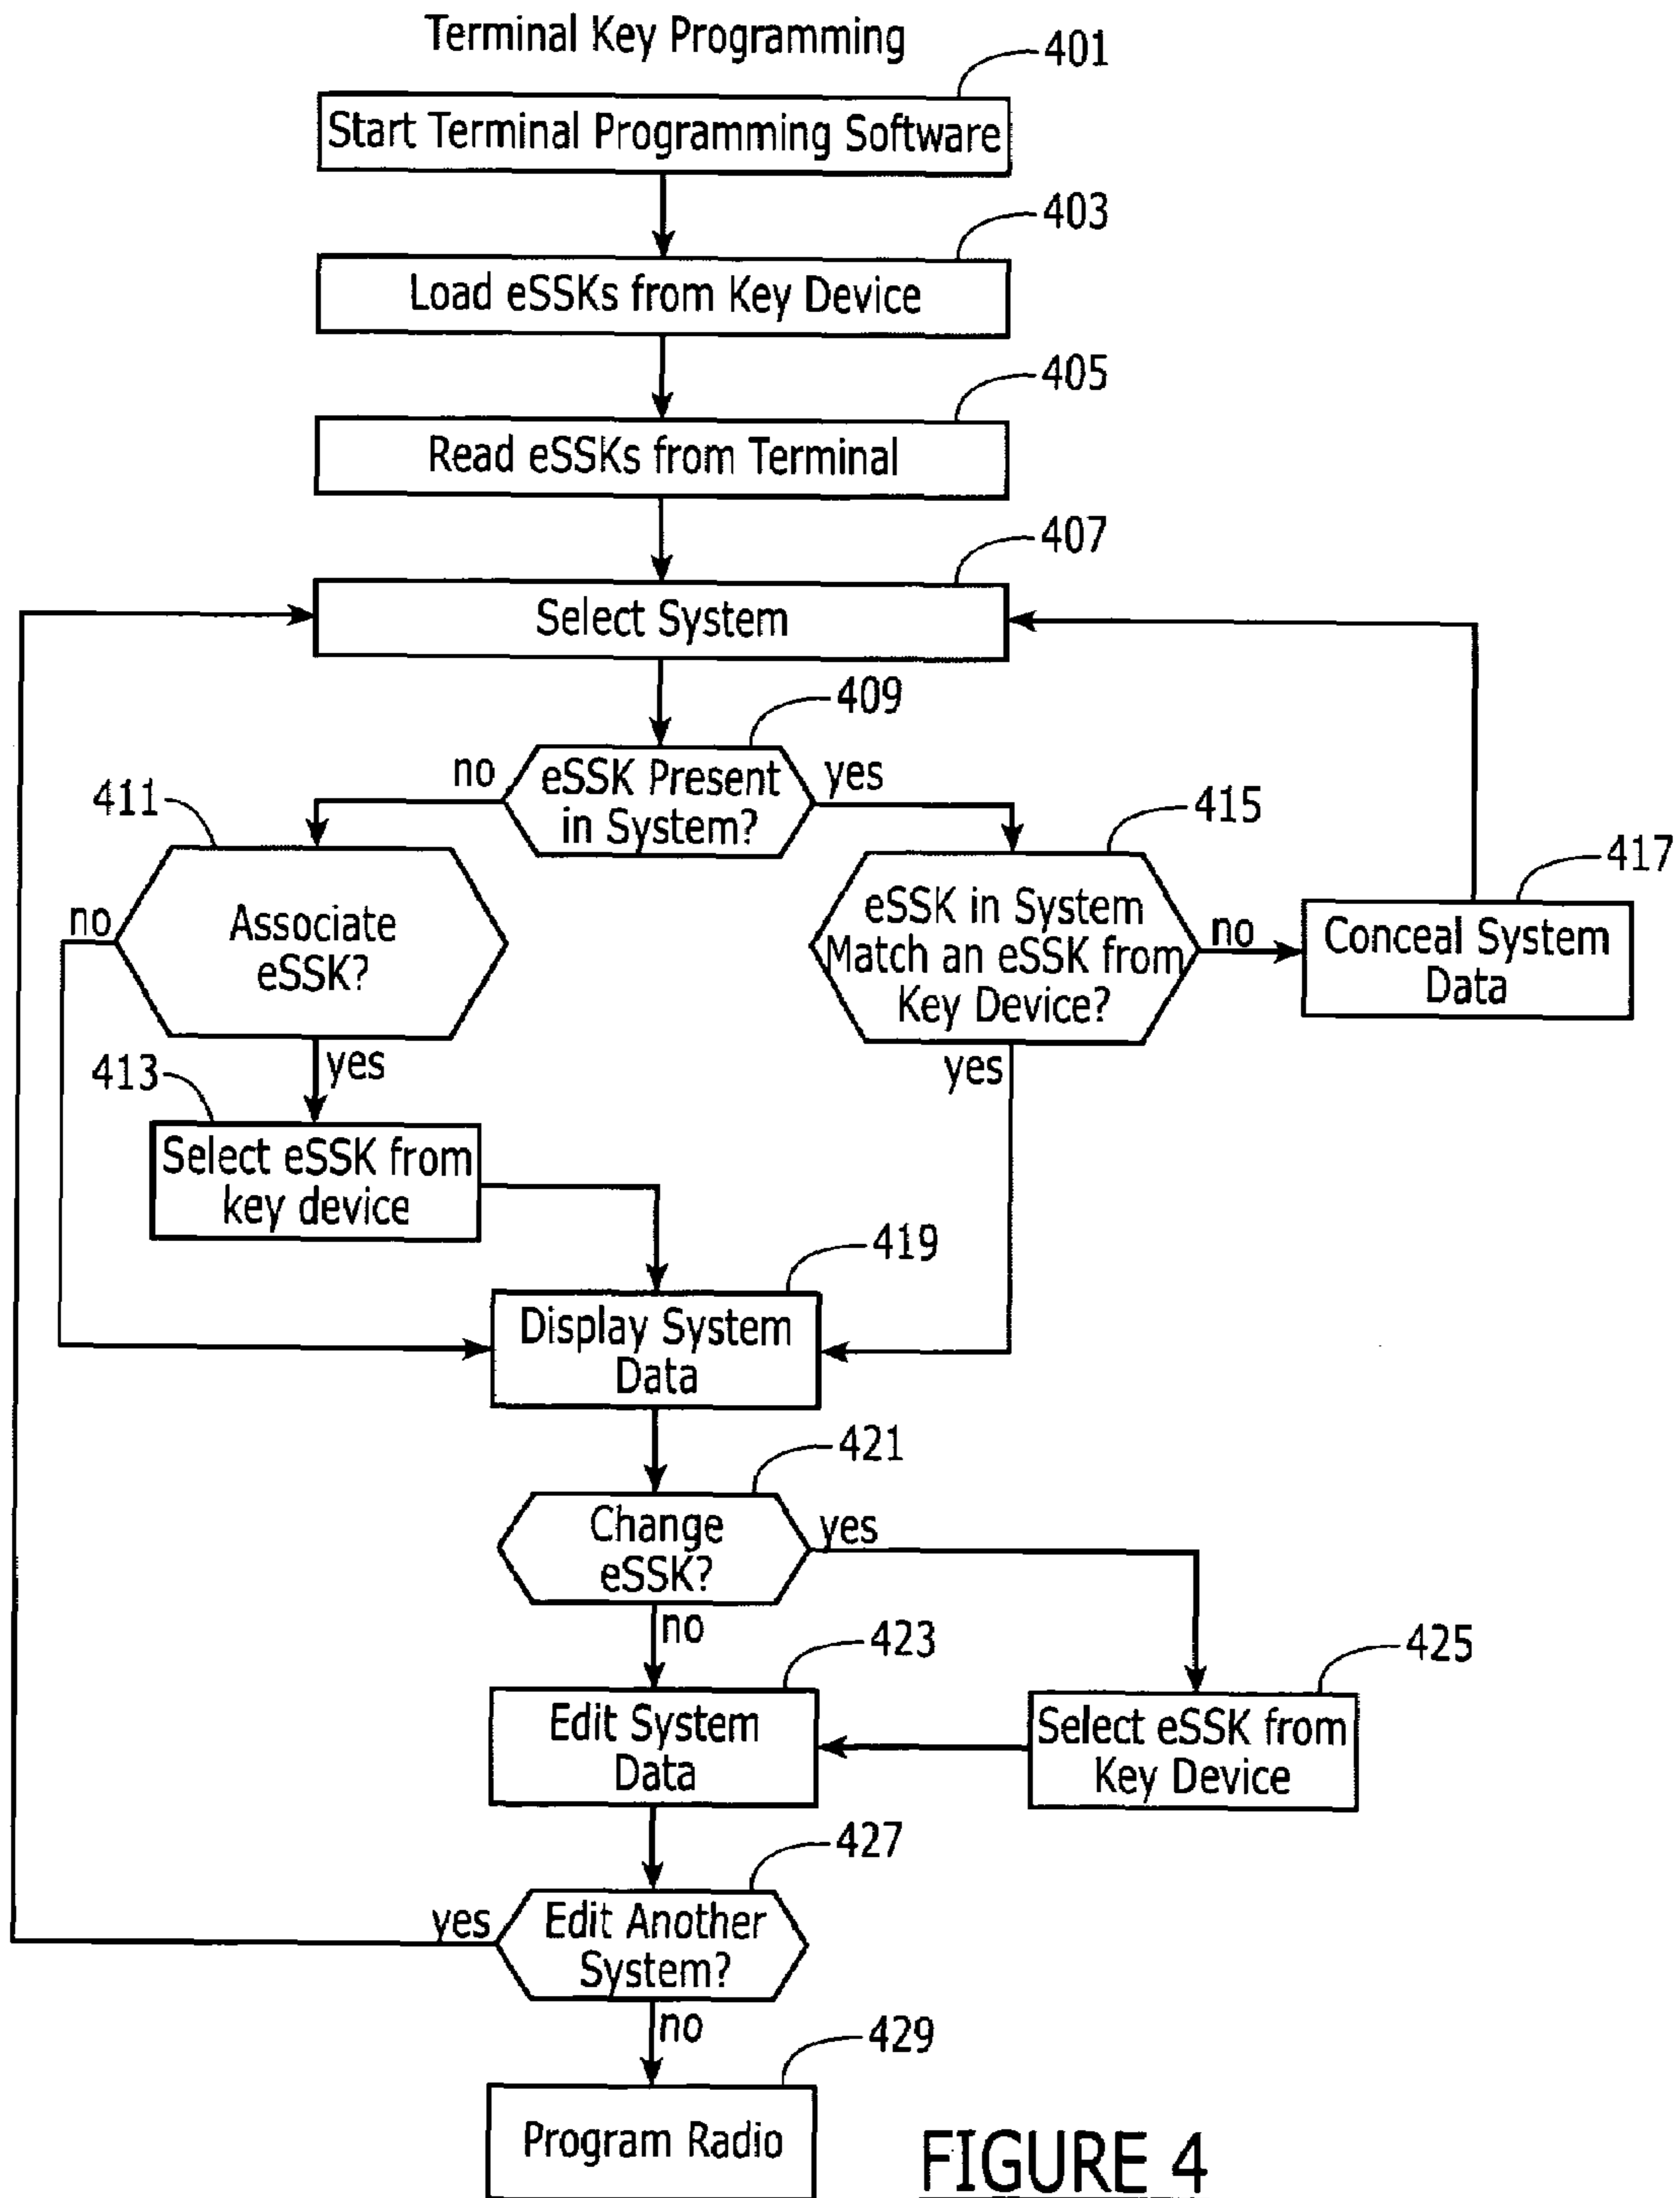 Terminal Key Programming
401
Start Terminal Programming Software
403
Load eSSKs from Key Device
405
Read eSSKs from Terminal
407
Select System
409
no
eSSK Present
in System?
yes
411
415
417
no
Associate
eSSK?
eSSK in System
Match an eSSK from
Key Device?
no
Conceal System
Data
413
yes
yes
Select eSSK from
key device
419
Display System
Data
421
Change
eSSK?
yes
no
423
425
Edit System
Data
Select eSSK from
Key Device
427
yes
Edit Another
System?
no
429
Program Radio
FIGURE 4